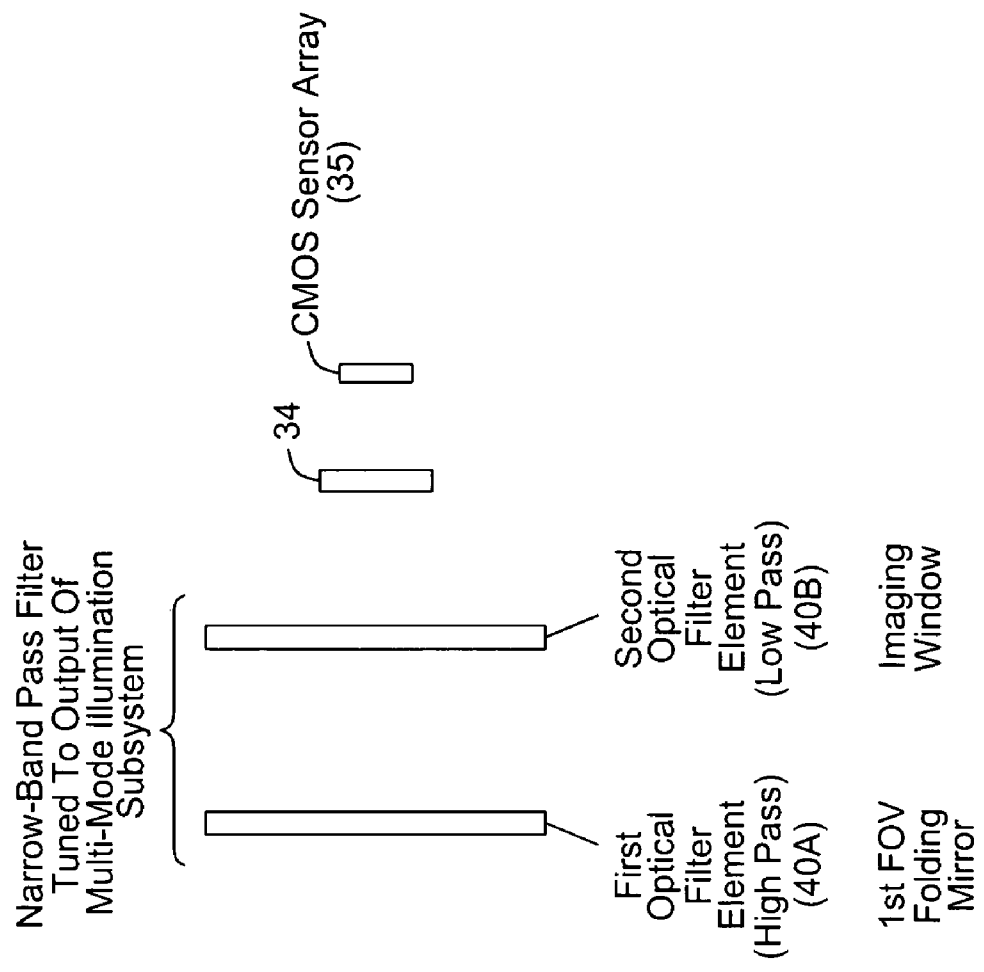 Narrow-Band Pass Filter
Tuned To Output Of
Multi-Mode Illumination
Subsystem
34
CMOS Sensor Array
(35)
First
Optical
Filter
Element
(High Pass)
(40A)
1st FOV
Folding
Mirror
Second
Optical
Filter
Element
(Low Pass)
(40B)
Imaging
Window